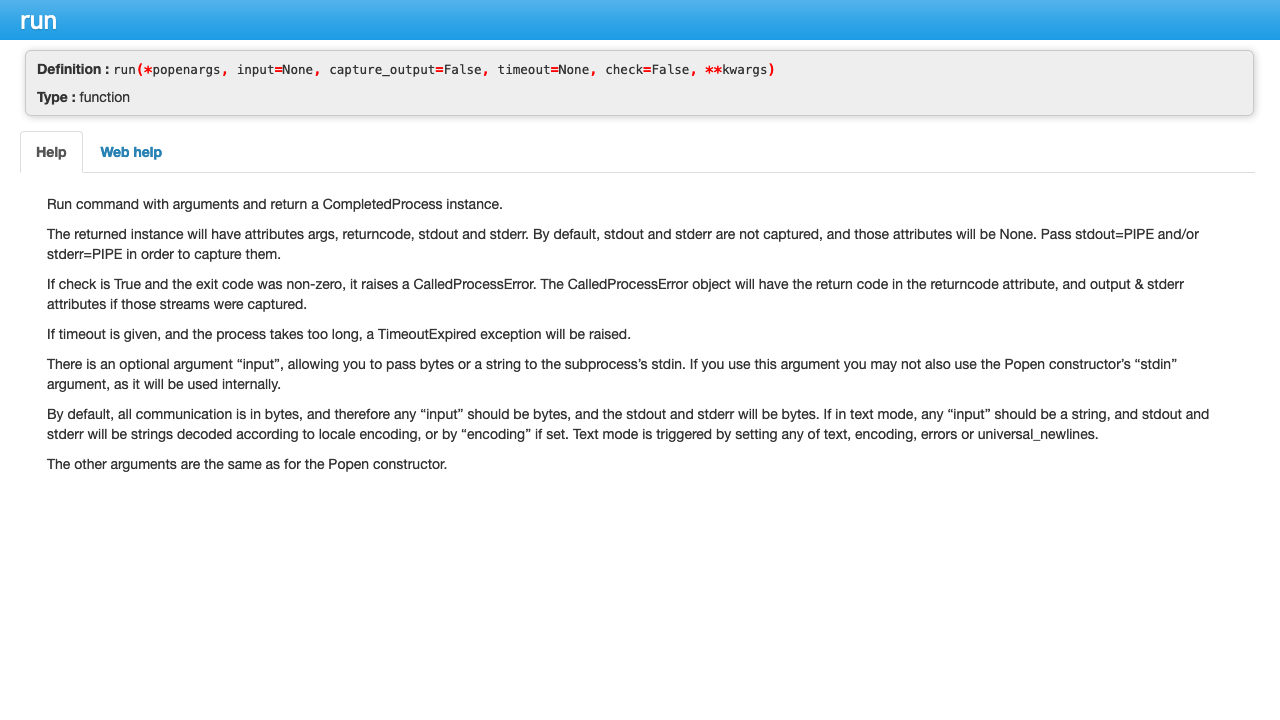 run
Definition : run(*popenargs, input=None, capture_output=False, timeout=None, check=False, **kwargs)
Type : function
Help Web help
Run command with arguments and return a CompletedProcess instance.
The returned instance will have attributes args, returncode, stdout and stderr. By default, stdout and stderr are not captured, and those attributes will be None. Pass stdout=PIPE and/or
stderr=PIPE in order to capture them.
If check is True and the exit code was non-zero, it raises a CalledProcessError. The CalledProcessError object will have the return code in the returncode attribute, and output & stderr
attributes if those streams were captured.
If timeout is given, and the process takes too long, a TimeoutExpired exception will be raised.
There is an optional argument “input”, allowing you to pass bytes or a string to the subprocess’s stdin. If you use this argument you may not also use the Popen constructor’s “stdin”
argument, as it will be used internally.
By default, all communication is in bytes, and therefore any “input” should be bytes, and the stdout and stderr will be bytes. If in text mode, any “input” should be a string, and stdout and
stderr will be strings decoded according to locale encoding, or by “encoding” if set. Text mode is triggered by setting any of text, encoding, errors or universal_newlines.
The other arguments are the same as for the Popen constructor.